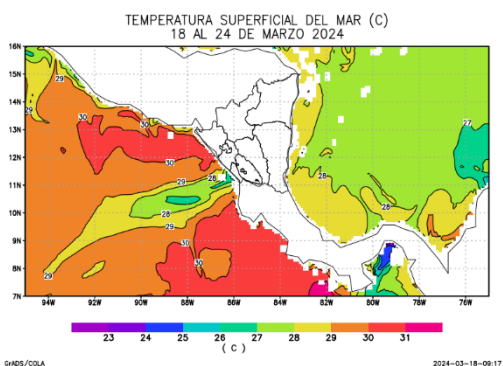 TEMPERATURA SUPERFICIAL DEL MAR (C)
18 AL 24 DE MARZO 2024
16N
15N
14N
13N
12N
11N
10N
9N
8N
7N
29
29
30
30
30
29
28
28
29
30
30
29
27
28
28
28
94W 92W 90W 88W 86W 84W 82W 80W 78W 76W
23 24 25 26 27 28 29 30 31
(C)
GrADS/COLA
2024-03-18-09:17